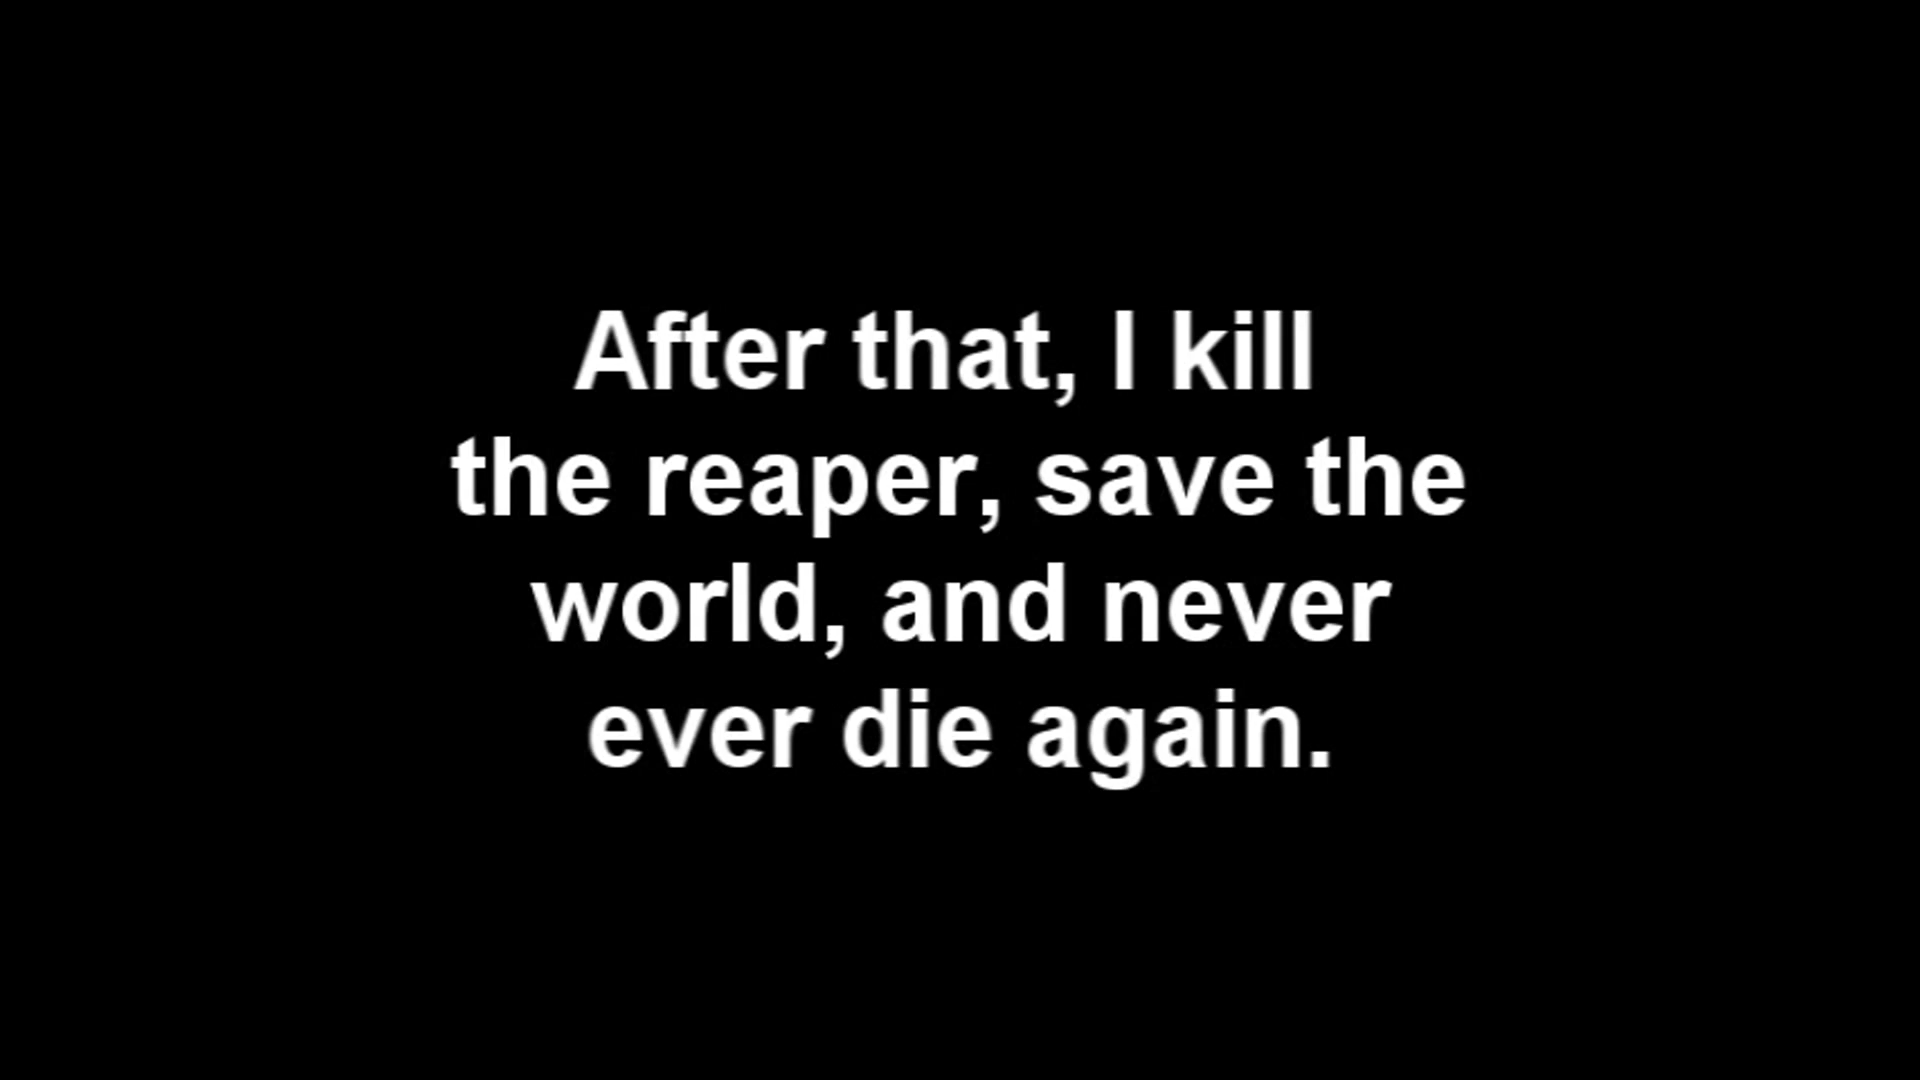 After that, I kill
the reaper, save the
world, and never
ever die again.